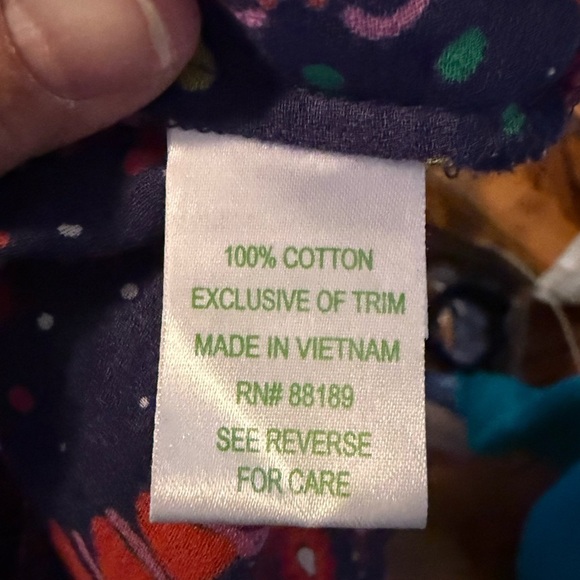 100% COTTON
EXCLUSIVE OF TRIM
MADE IN VIETNAM
RN# 88189
SEE REVERSE
FOR CARE